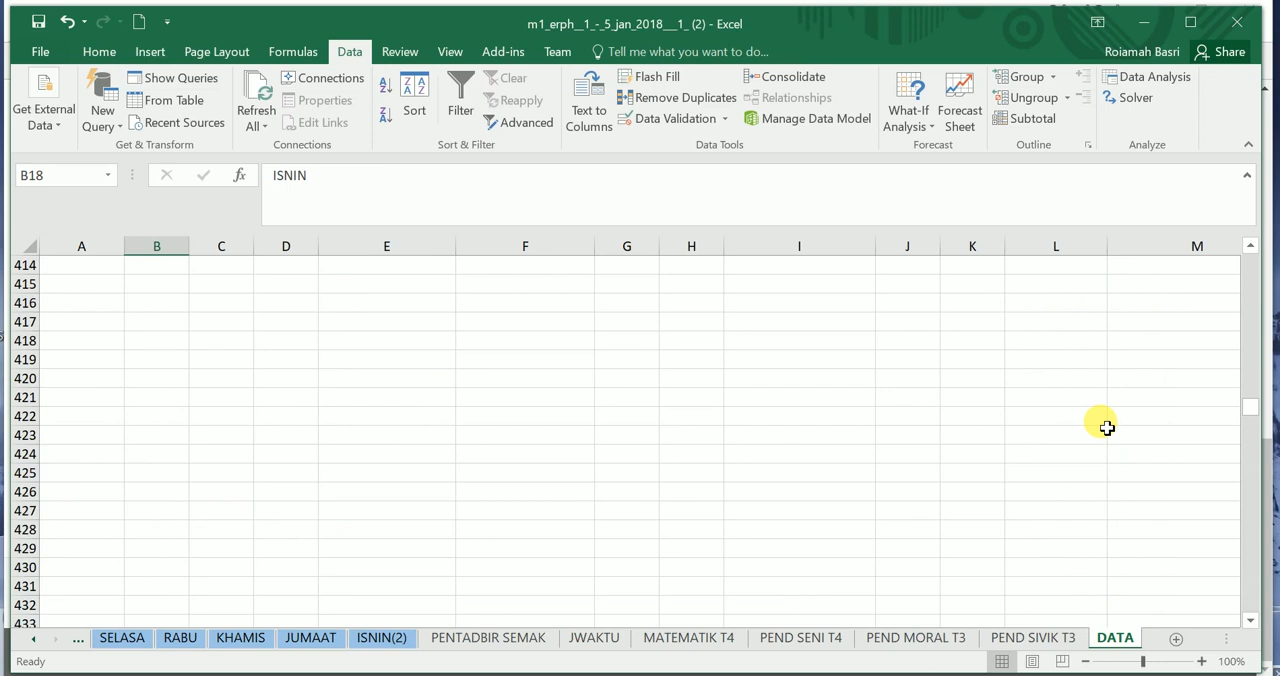 m1_erph__1_-_5_jan_2018___1_ (2) - Excel
File Home Insert Page Layout Formulas Data Review View Add-ins Team Tell me what you want to do... Roiamah Basri Share
Get External Data
New Query
Show Queries
From Table
Recent Sources
Get & Transform
Refresh All
Connections
Properties
Edit Links
Connections
Sort
Filter
Clear
Reapply
Advanced
Sort & Filter
Text to Columns
Flash Fill
Remove Duplicates
Data Validation
Consolidate
Relationships
Manage Data Model
Data Tools
What-If Analysis
Forecast Sheet
Forecast
Group
Ungroup
Subtotal
Outline
Data Analysis
Solver
Analyze
B18 fx ISNIN
A B C D E F G H I J K L M
414
415
416
417
418
419
420
421
422
423
424
425
426
427
428
429
430
431
432
433
... SELASA RABU KHAMIS JUMAAT ISNIN(2) PENTADBIR SEMAK JWAKTU MATEMATIK T4 PEND SENI T4 PEND MORAL T3 PEND SIVIK T3 DATA
Ready 100%